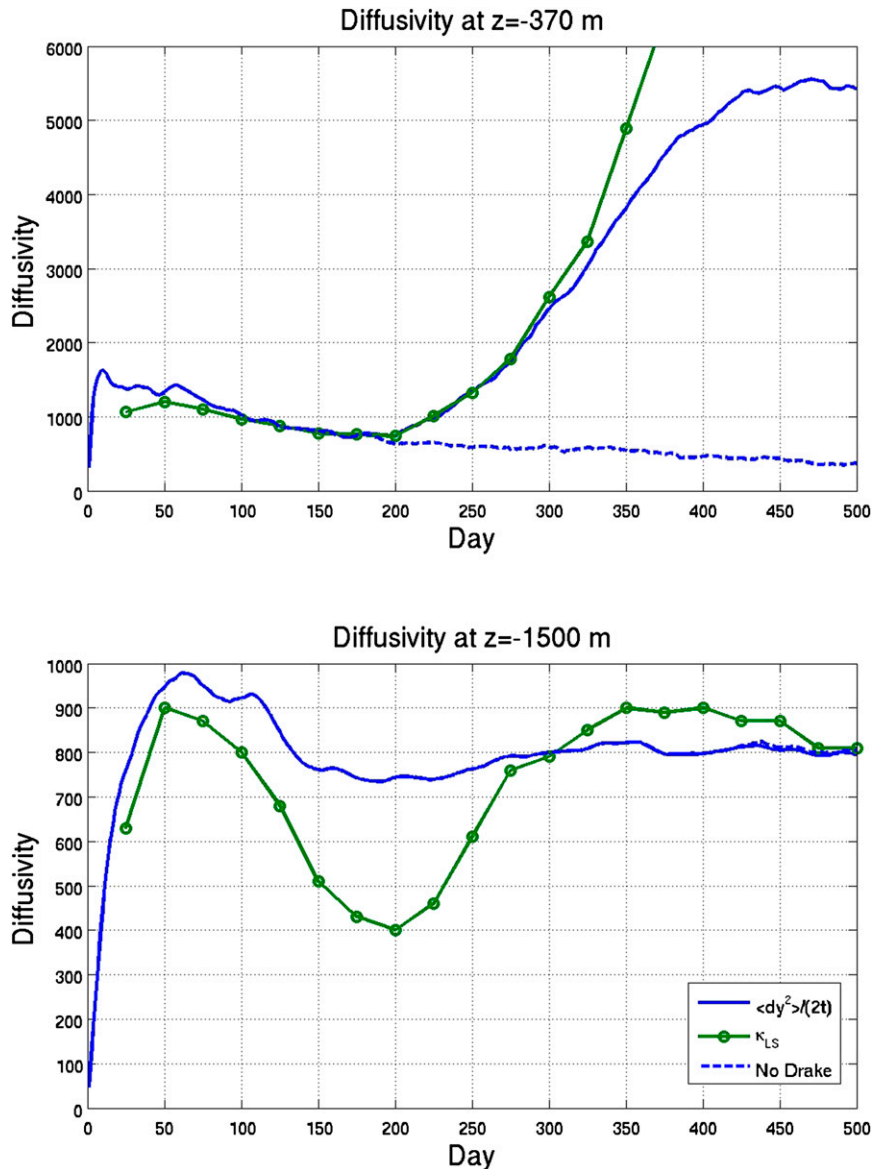 Diffusivity at z=-370 m
Diffusivity
6000
5000
4000
3000
2000
1000
0
0 50 100 150 200 250 300 350 400 450 500
Day
Diffusivity at z=-1500 m
Diffusivity
1000
900
800
700
600
500
400
300
200
100
0
<dy²>/(2t)
κLS
No Drake
0 50 100 150 200 250 300 350 400 450 500
Day